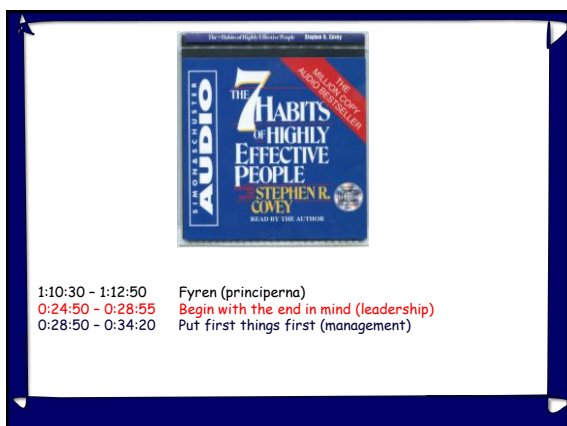 The 7 Habits of Highly Effective People Stephen R. Covey
SIMON & SCHUSTER
AUDIO
THE
MILLION COPY
AUDIO BESTSELLER
THE
7 HABITS
OF HIGHLY
EFFECTIVE
PEOPLE
STEPHEN R.
COVEY
READ BY THE AUTHOR
1:10:30 – 1:12:50 Fyren (principerna)
0:24:50 – 0:28:55 Begin with the end in mind (leadership)
0:28:50 – 0:34:20 Put first things first (management)